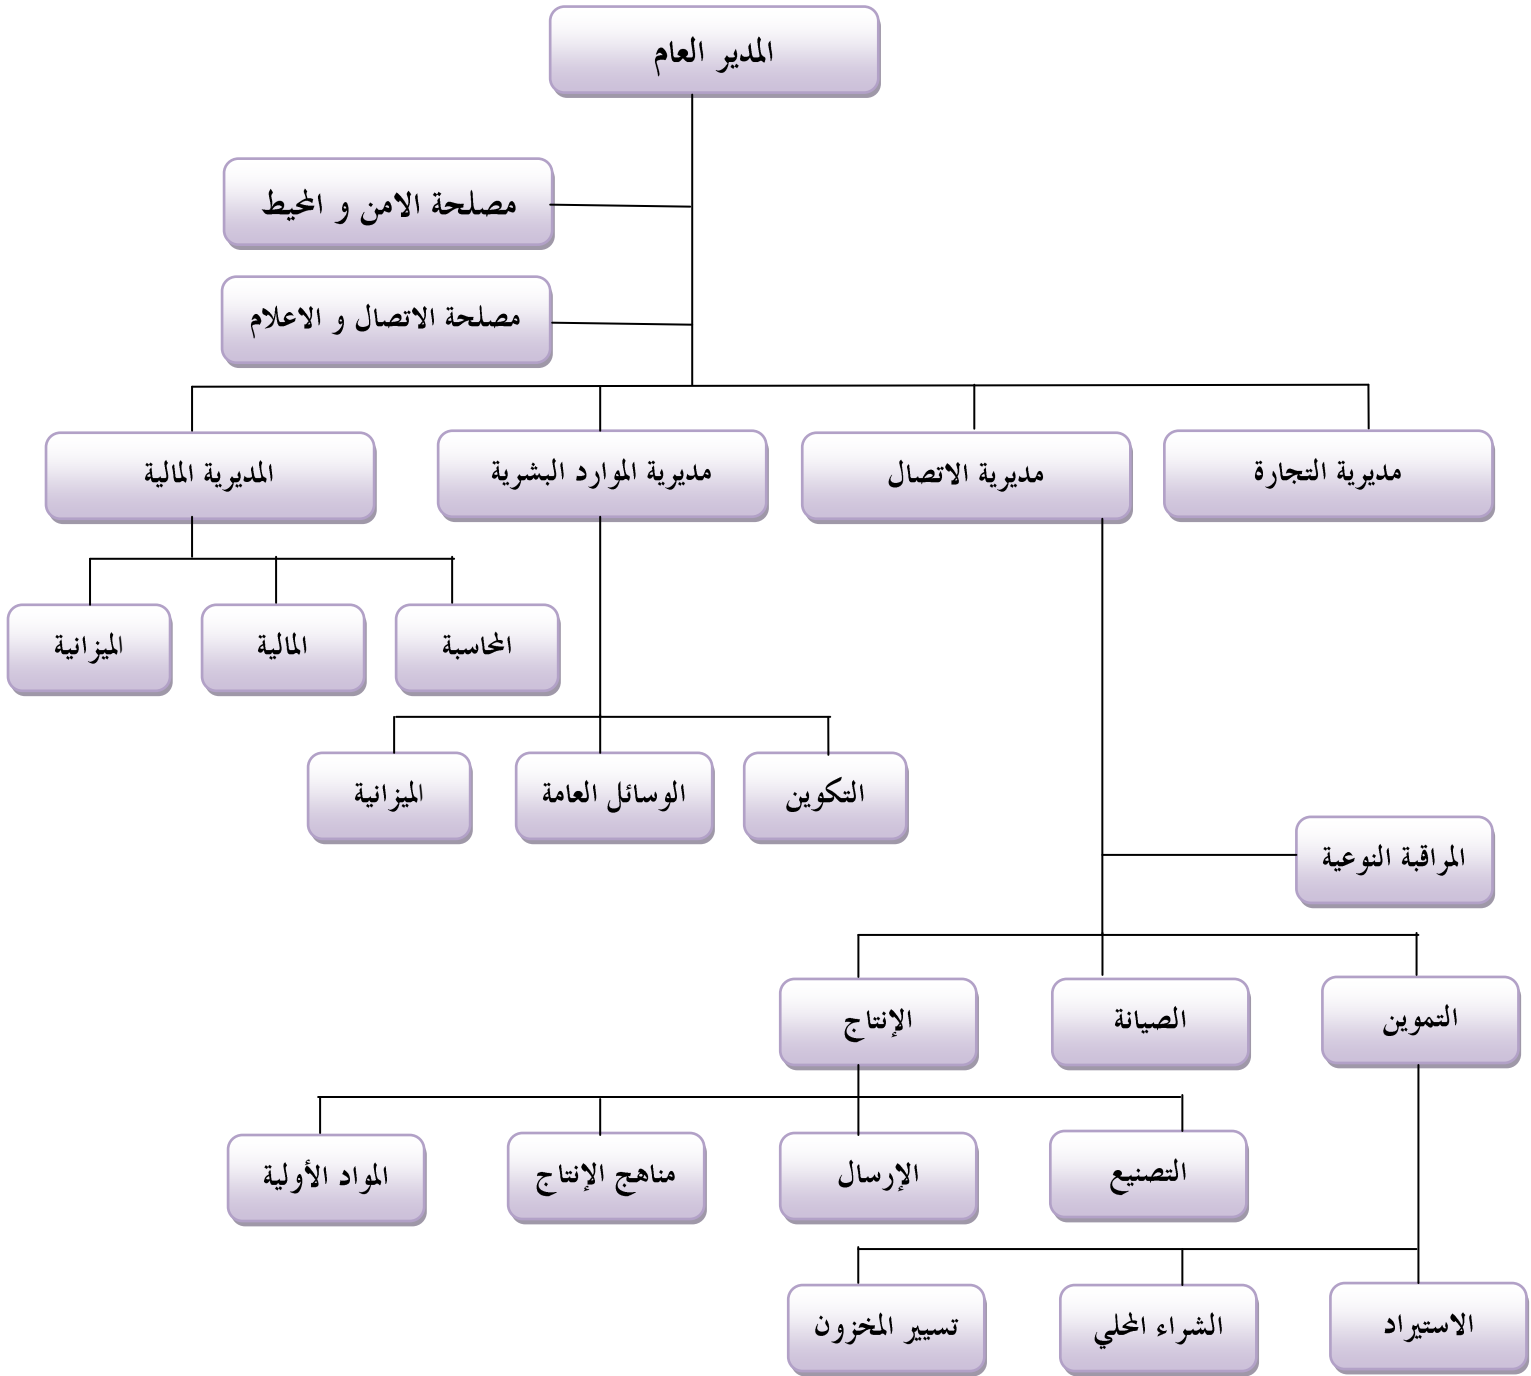 المدير العام
مصلحة الامن و المحيط
مصلحة الاتصال و الاعلام
مديرية التجارة
مديرية الاتصال
مديرية الموارد البشرية
المديرية المالية
المحاسبة
المالية
الميزانية
التكوين
الوسائل العامة
الميزانية
المراقبة النوعية
التموين
الصيانة
الإنتاج
التصنيع
الإرسال
مناهج الإنتاج
المواد الأولية
الاستيراد
الشراء المحلي
تسيير المخزون